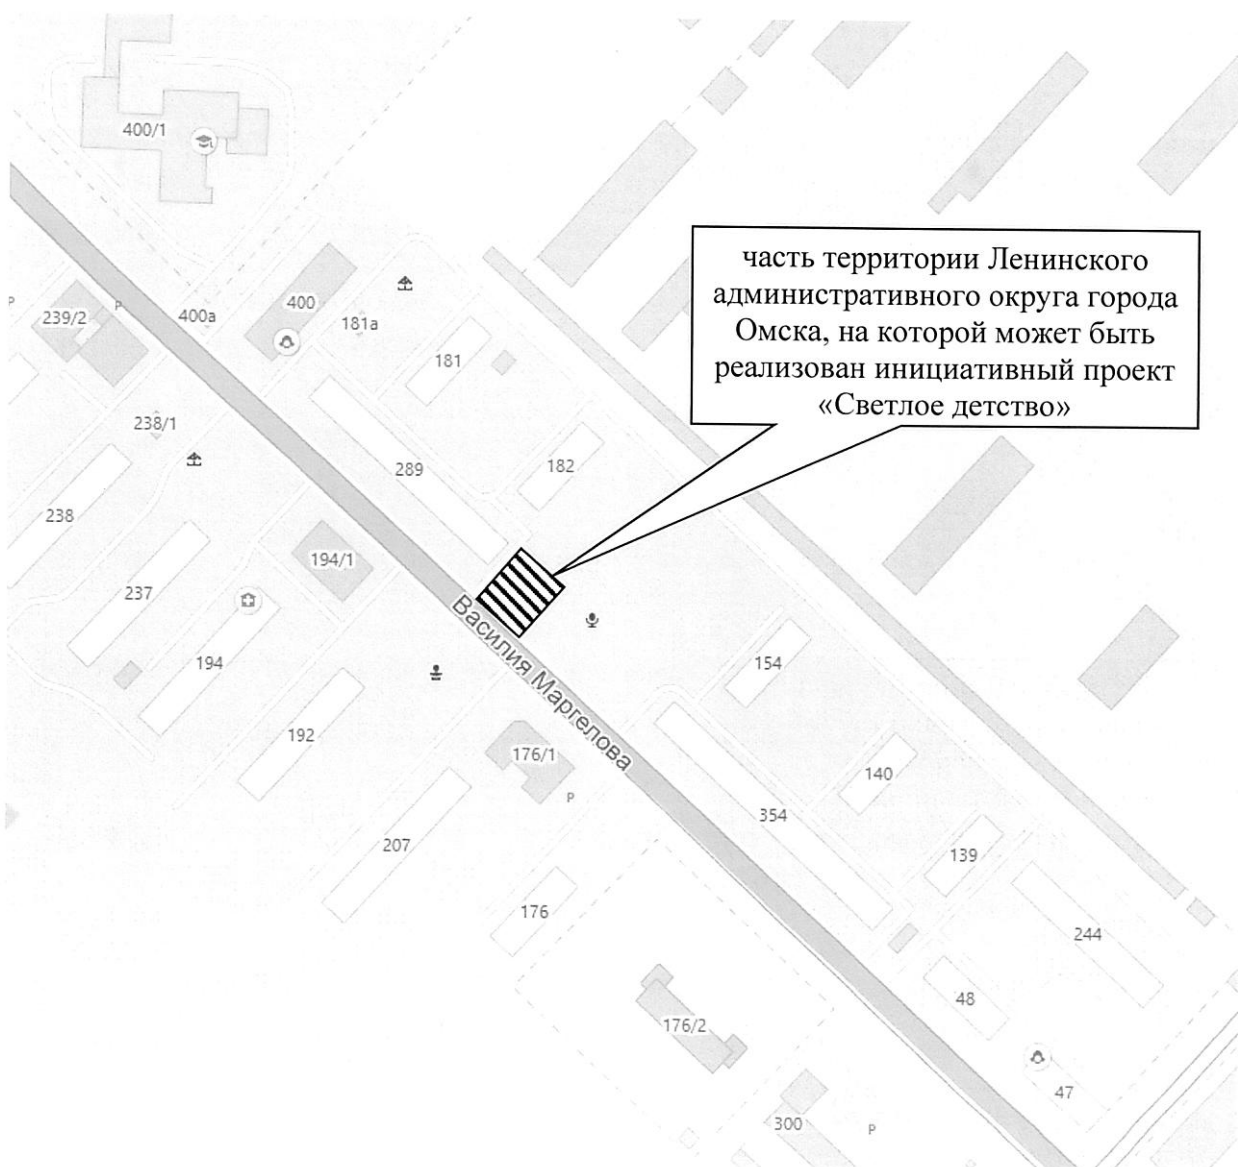 400/1
часть территории Ленинского
административного округа города
Омска, на которой может быть
реализован инициативный проект
«Светлое детство»
P
P
239/2
400а
400
181а
181
238/1
289
182
238
194/1
237
Василия Маргелова
194
154
192
176/1
P
140
354
207
139
176
244
48
176/2
47
300
P